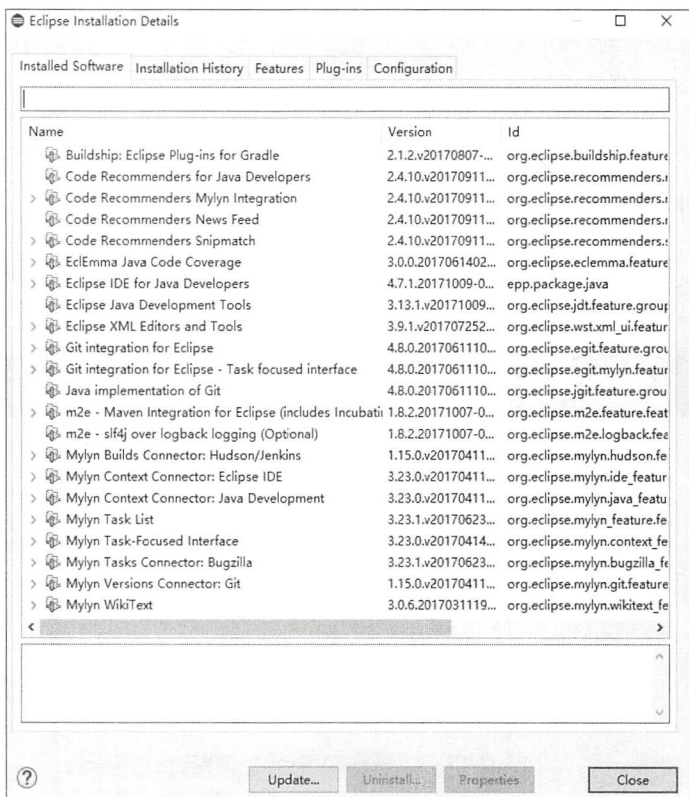 Eclipse Installation Details
Installed Software Installation History Features Plug-ins Configuration
Name Version Id
Buildship: Eclipse Plug-ins for Gradle 2.1.2.v20170807-... org.eclipse.buildship.feature
Code Recommenders for Java Developers 2.4.10.v20170911... org.eclipse.recommenders.r
Code Recommenders Mylyn Integration 2.4.10.v20170911... org.eclipse.recommenders.r
Code Recommenders News Feed 2.4.10.v20170911... org.eclipse.recommenders.r
Code Recommenders Snipmatch 2.4.10.v20170911... org.eclipse.recommenders.s
EclEmma Java Code Coverage 3.0.0.2017061402... org.eclipse.eclemma.feature
Eclipse IDE for Java Developers 4.7.1.20171009-0... epp.package.java
Eclipse Java Development Tools 3.13.1.v20171009... org.eclipse.jdt.feature.group
Eclipse XML Editors and Tools 3.9.1.v201707252... org.eclipse.wst.xml_ui.featur
Git integration for Eclipse 4.8.0.2017061110... org.eclipse.egit.feature.grou
Git integration for Eclipse - Task focused interface 4.8.0.2017061110... org.eclipse.egit.mylyn.featur
Java implementation of Git 4.8.0.2017061110... org.eclipse.jgit.feature.grou
m2e - Maven Integration for Eclipse (includes Incubati 1.8.2.20171007-0... org.eclipse.m2e.feature.feat
m2e - slf4j over logback logging (Optional) 1.8.2.20171007-0... org.eclipse.m2e.logback.fea
Mylyn Builds Connector: Hudson/Jenkins 1.15.0.v20170411... org.eclipse.mylyn.hudson.fe
Mylyn Context Connector: Eclipse IDE 3.23.0.v20170411... org.eclipse.mylyn.ide_featur
Mylyn Context Connector: Java Development 3.23.0.v20170411... org.eclipse.mylyn.java_featu
Mylyn Task List 3.23.1.v20170623... org.eclipse.mylyn_feature.fe
Mylyn Task-Focused Interface 3.23.0.v20170414... org.eclipse.mylyn.context_fe
Mylyn Tasks Connector: Bugzilla 3.23.1.v20170623... org.eclipse.mylyn.bugzilla_fe
Mylyn Versions Connector: Git 1.15.0.v20170411... org.eclipse.mylyn.git.feature
Mylyn WikiText 3.0.6.2017031119... org.eclipse.mylyn.wikitext_fe
Update... Uninstall... Properties Close